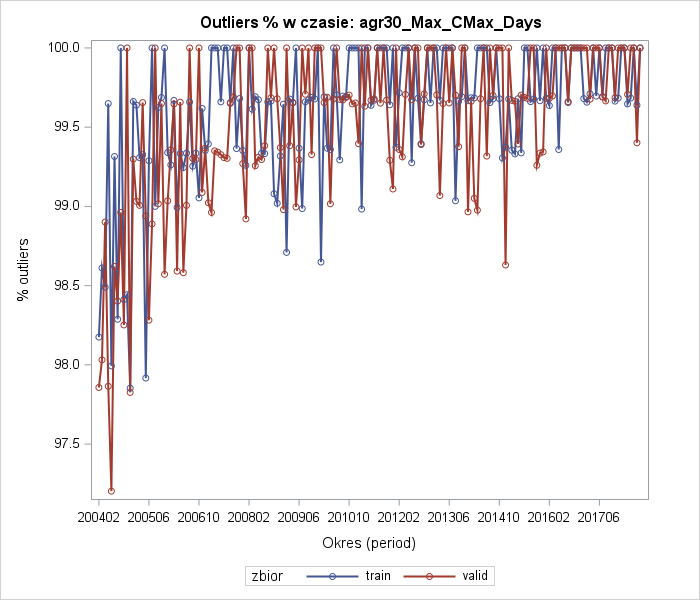 Outliers % w czasie: agr30_Max_CMax_Days
100.0
99.5
99.0
98.5
98.0
97.5
% outliers
200402 200506 200610 200802 200906 201010 201202 201306 201410 201602 201706
Okres (period)
zbior train valid